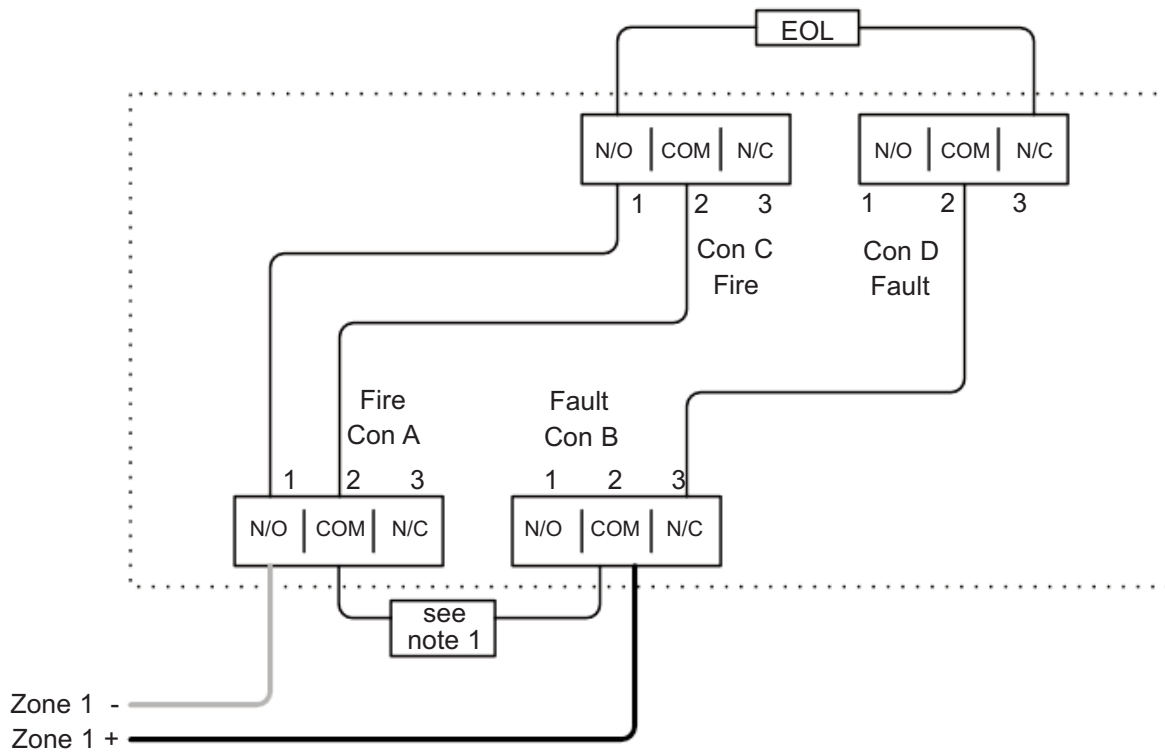 EOL
N/O COM N/C
N/O COM N/C
1 2 3
1 2 3
Con C
Fire
Con D
Fault
Fire
Con A
Fault
Con B
1 2 3
1 2 3
N/O COM N/C
N/O COM N/C
see
note 1
Zone 1 -
Zone 1 +